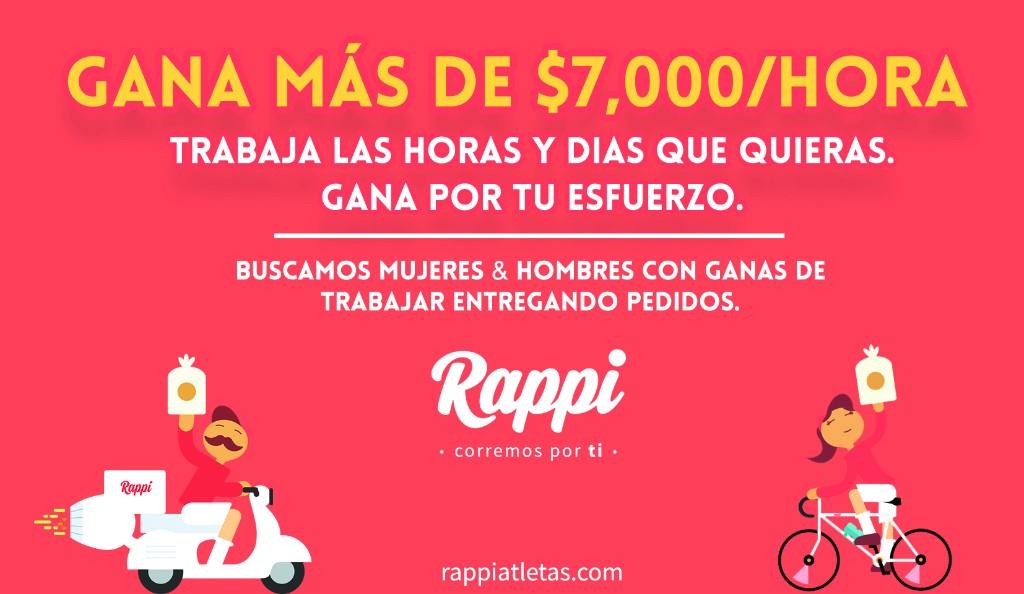 GANA MÁS DE $7,000/HORA
TRABAJA LAS HORAS Y DIAS QUE QUIERAS.
GANA POR TU ESFUERZO.
BUSCAMOS MUJERES & HOMBRES CON GANAS DE
TRABAJAR ENTREGANDO PEDIDOS.
Rappi
· corremos por ti ·
Rappi
rappiatletas.com